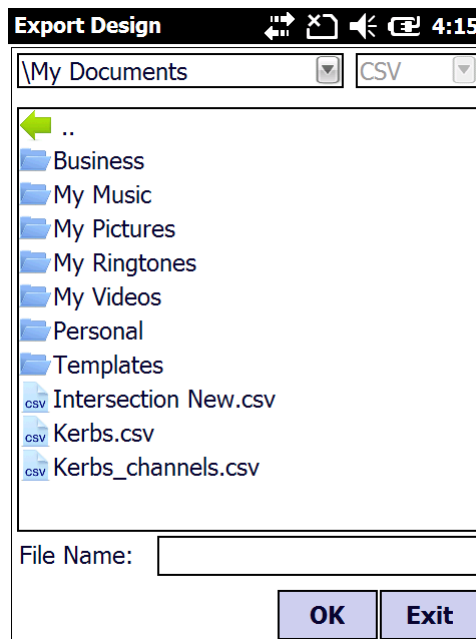 Export Design 4:15
\My Documents CSV
..
Business
My Music
My Pictures
My Ringtones
My Videos
Personal
Templates
csv Intersection New.csv
csv Kerbs.csv
csv Kerbs_channels.csv
File Name:
OK Exit